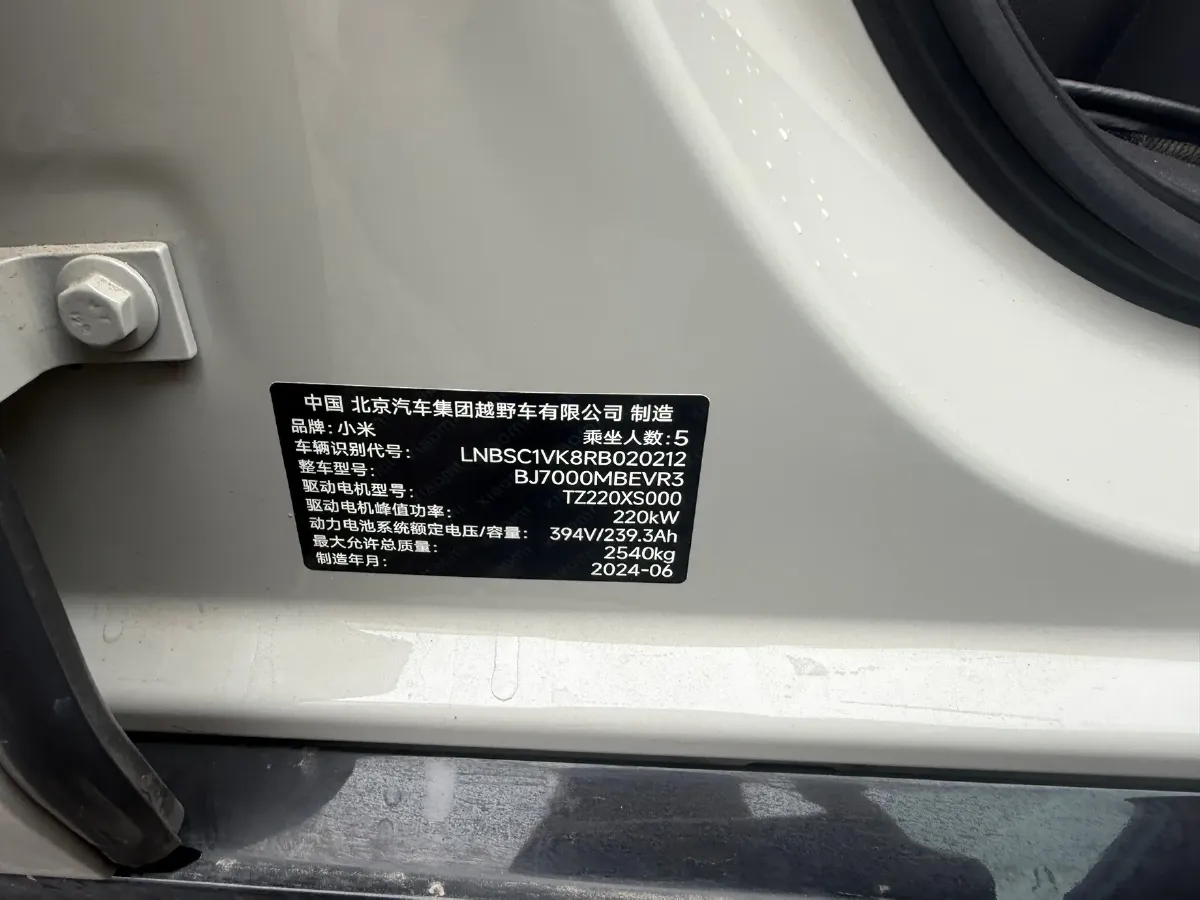 中国 北京汽车集团越野车有限公司 制造
品牌: 小米 乘坐人数: 5
车辆识别代号: LNBSC1VK8RB020212
整车型号: BJ7000MBEVR3
驱动电机型号: TZ220XS000
驱动电机峰值功率: 220kW
动力电池系统额定电压/容量: 394V/239.3Ah
最大允许总质量: 2540kg
制造年月: 2024-06